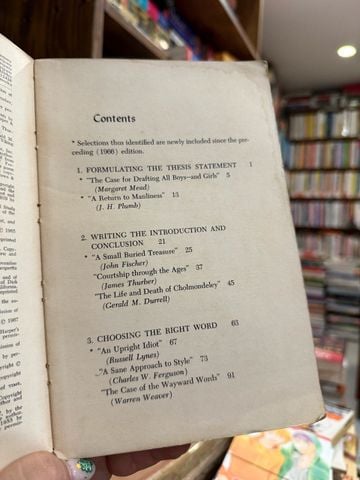 Contents
* Selections thus identified are newly included since the pre-
ceding (1966) edition.
1. FORMULATING THE THESIS STATEMENT 1
* "The Case for Drafting All Boys—and Girls" 5
(Margaret Mead)
* "A Return to Manliness" 13
(J. H. Plumb)
2. WRITING THE INTRODUCTION AND
CONCLUSION 21
* "A Small Buried Treasure" 25
(John Fischer)
"Courtship through the Ages" 37
(James Thurber)
"The Life and Death of Cholmondeley" 45
(Gerald M. Durrell)
3. CHOOSING THE RIGHT WORD 63
* "An Upright Idiot" 67
(Russell Lynes)
"A Sane Approach to Style" 73
(Charles W. Ferguson)
"The Case of the Wayward Words" 91
(Warren Weaver)